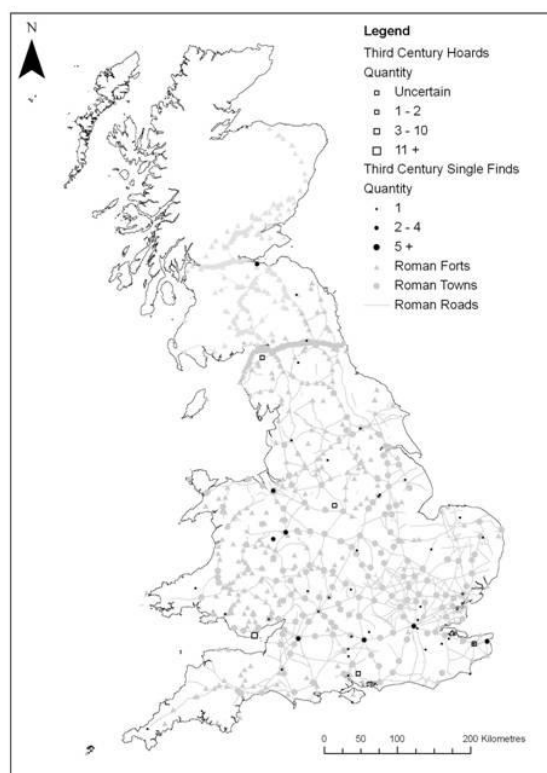 N
Legend
Third Century Hoards
Quantity
Uncertain
1 - 2
3 - 10
11 +
Third Century Single Finds
Quantity
1
2 - 4
5 +
Roman Forts
Roman Towns
Roman Roads
0 50 100 200 Kilometres